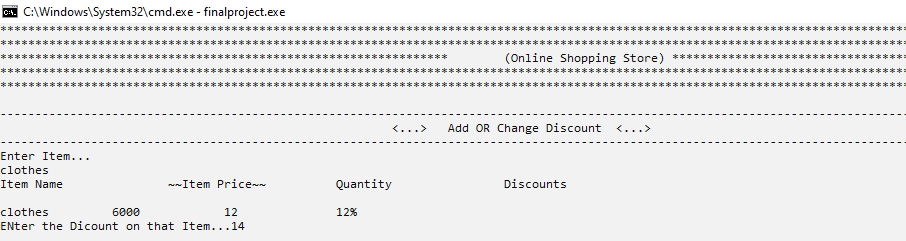 C:\Windows\System32\cmd.exe - finalproject.exe
**********************************************************************************************************************************
**********************************************************************************************************************************
**************************************************************** (Online Shopping Store) **********************************
**********************************************************************************************************************************
**********************************************************************************************************************************
----------------------------------------------------------------------------------------------------------------------------------
<...> Add OR Change Discount <...>
----------------------------------------------------------------------------------------------------------------------------------
Enter Item...
clothes
Item Name ~~Item Price~~ Quantity Discounts
clothes 6000 12 12%
ENter the Dicount on that Item...14